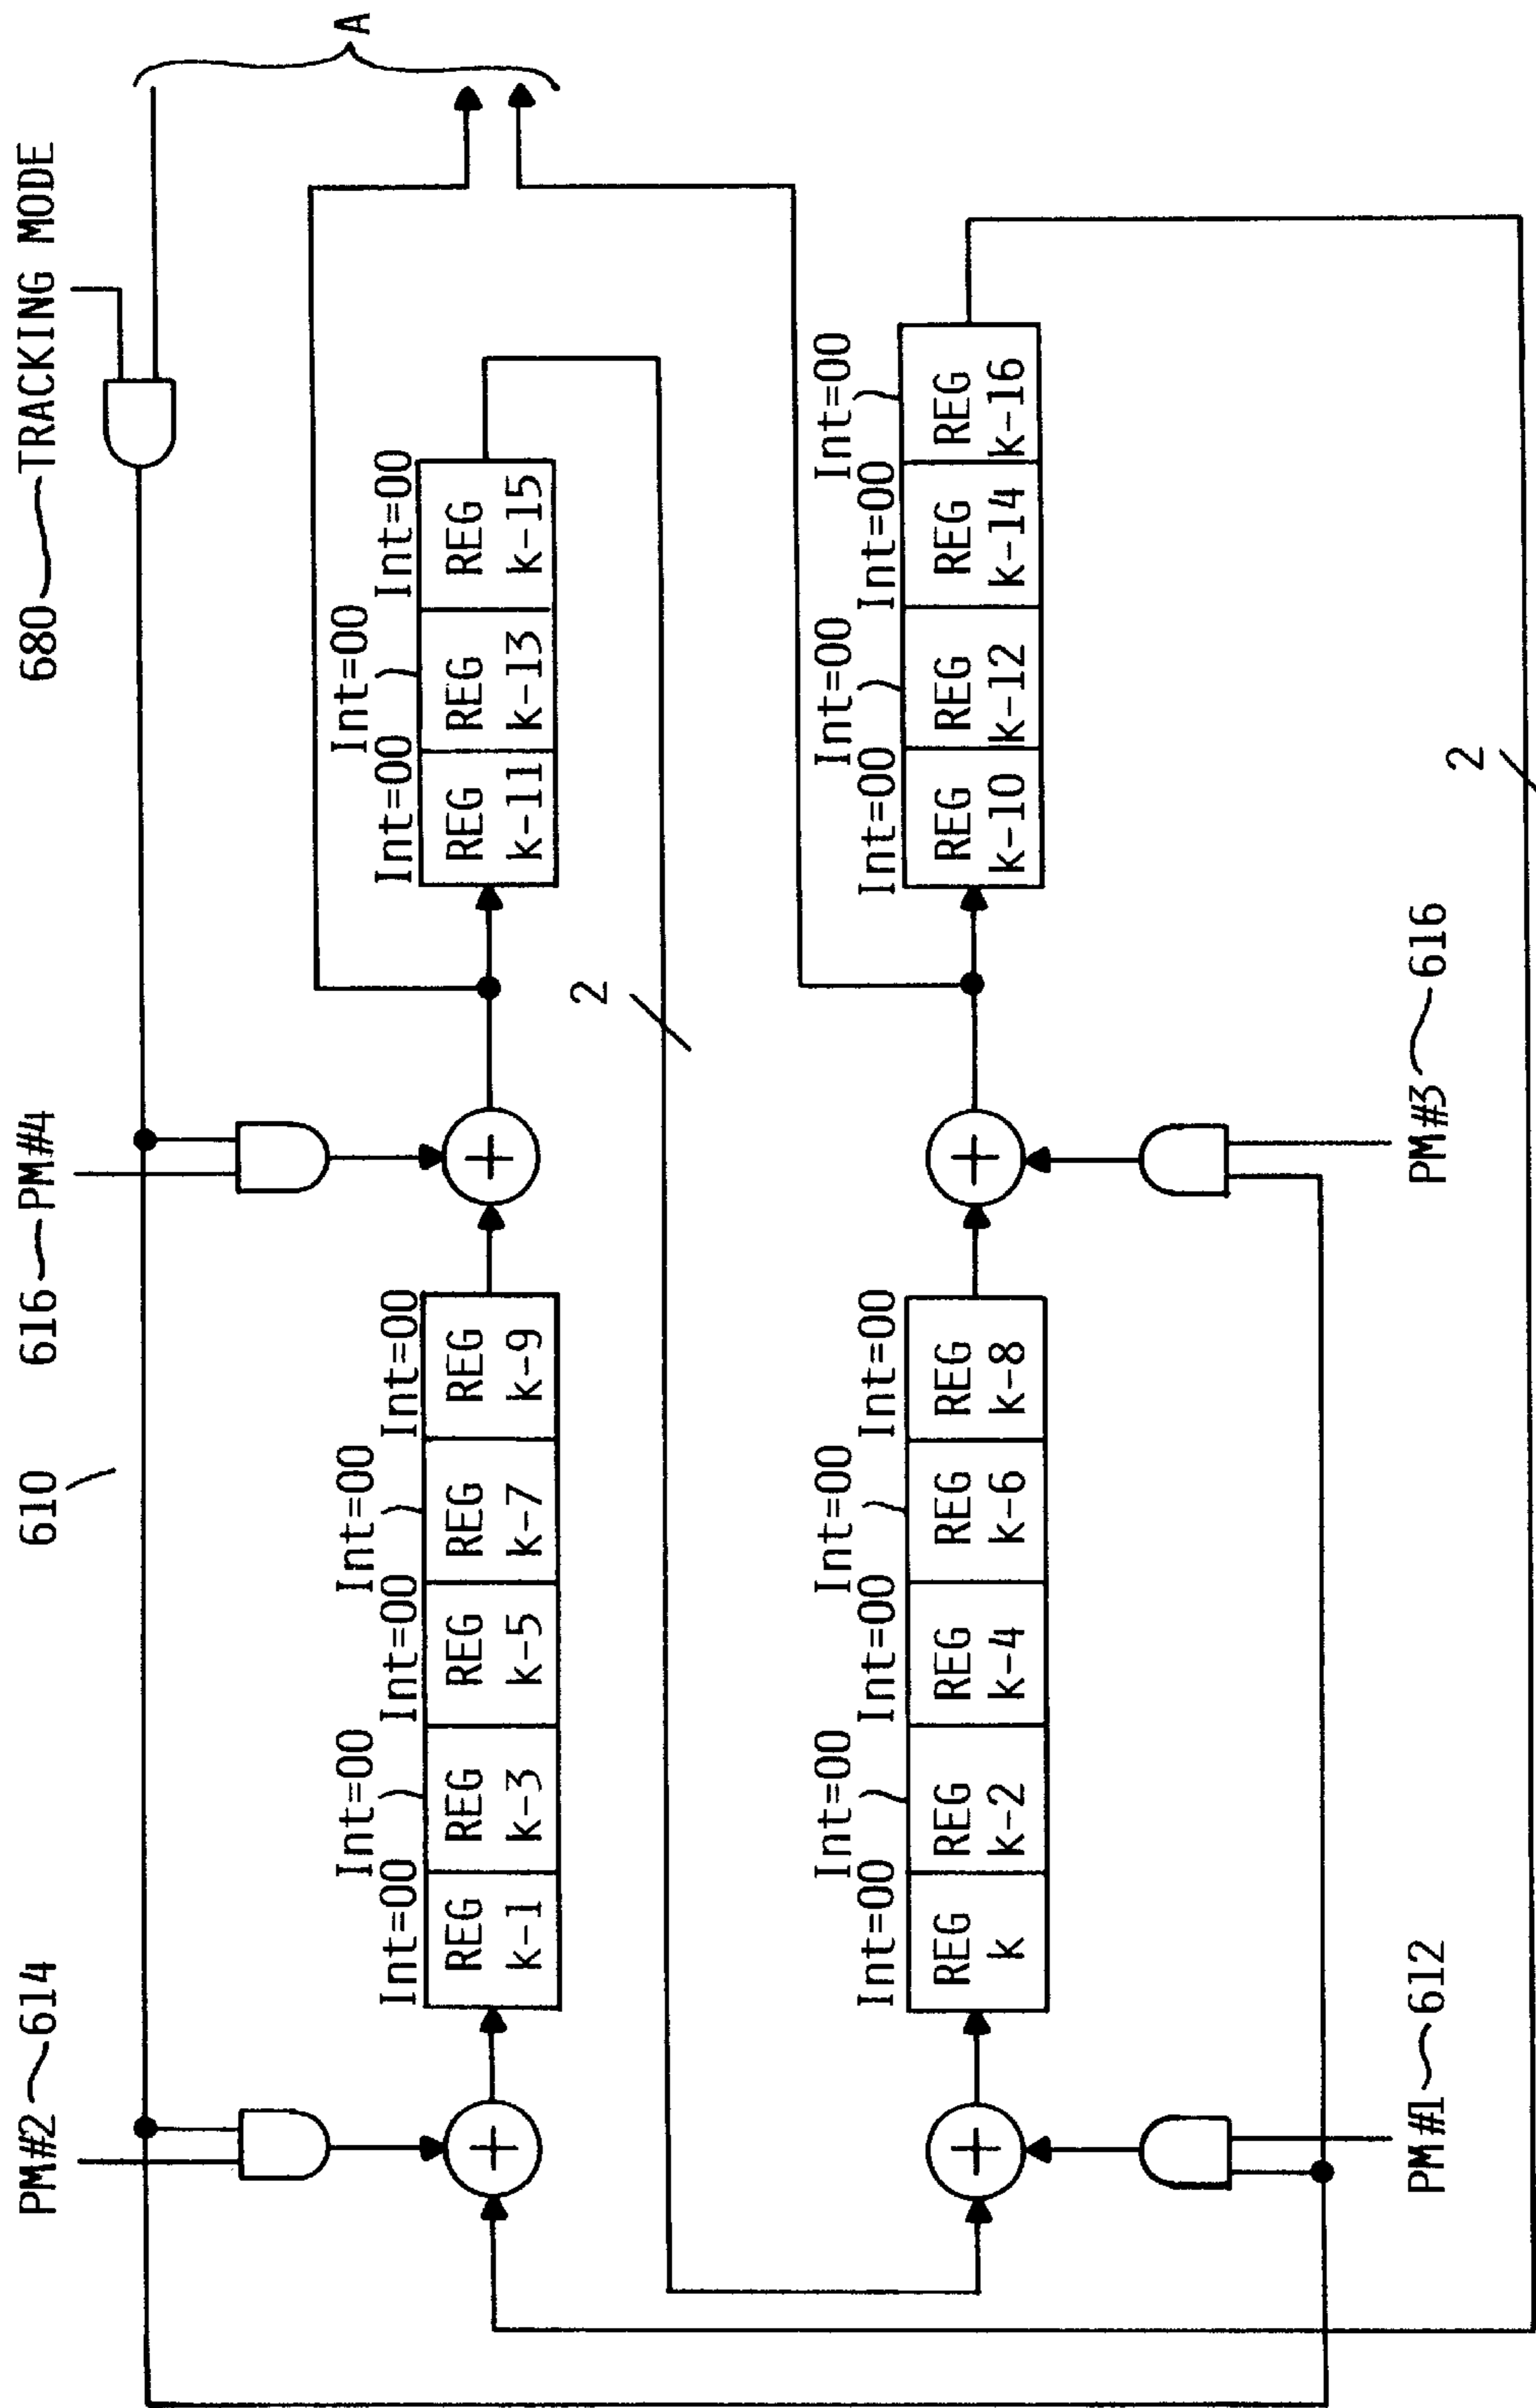 PM#2 614
610
616 PM#4
680 TRACKING MODE
A
Int=00
Int=00
Int=00
Int=00
Int=00
Int=00
Int=00
Int=00
REG k-1
REG k-3
REG k-5
REG k-7
REG k-9
REG k-11
REG k-13
REG k-15
2
Int=00
Int=00
Int=00
Int=00
Int=00
Int=00
Int=00
Int=00
Int=00
REG k
REG k-2
REG k-4
REG k-6
REG k-8
REG k-10
REG k-12
REG k-14
REG k-16
PM#1 612
PM#3 616
2